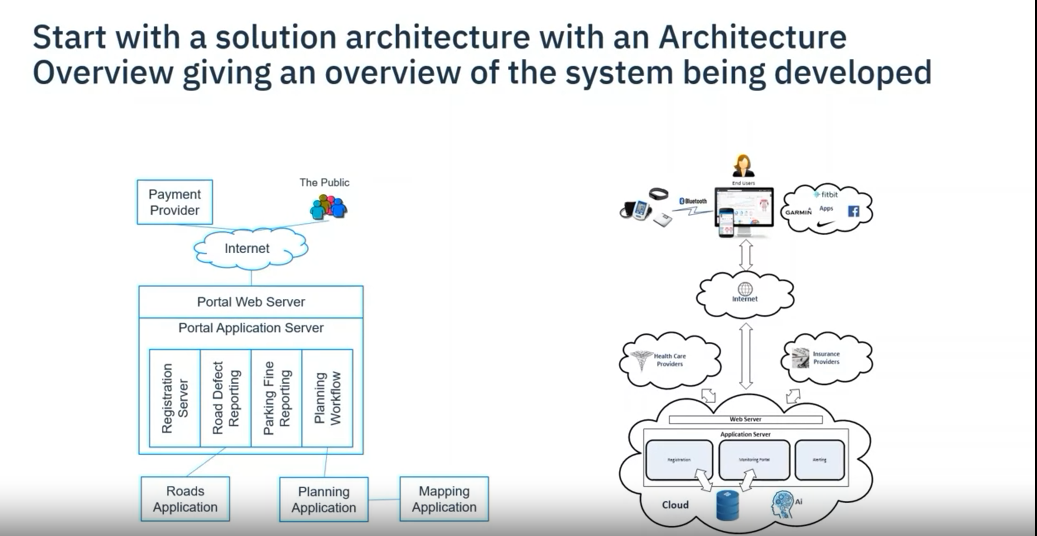 Start with a solution architecture with an Architecture
Overview giving an overview of the system being developed
Payment
Provider
The Public
Internet
Portal Web Server
Portal Application Server
Registration
Server
Road Defect
Reporting
Parking Fine
Reporting
Planning
Workflow
Roads
Application
Planning
Application
Mapping
Application
End users
Bluetooth
fitbit
GARMIN
Apps
Internet
Health Care
Providers
Insurance
Providers
Web Server
Application Server
Registration
Monitoring Portal
Alerting
Cloud
Ai